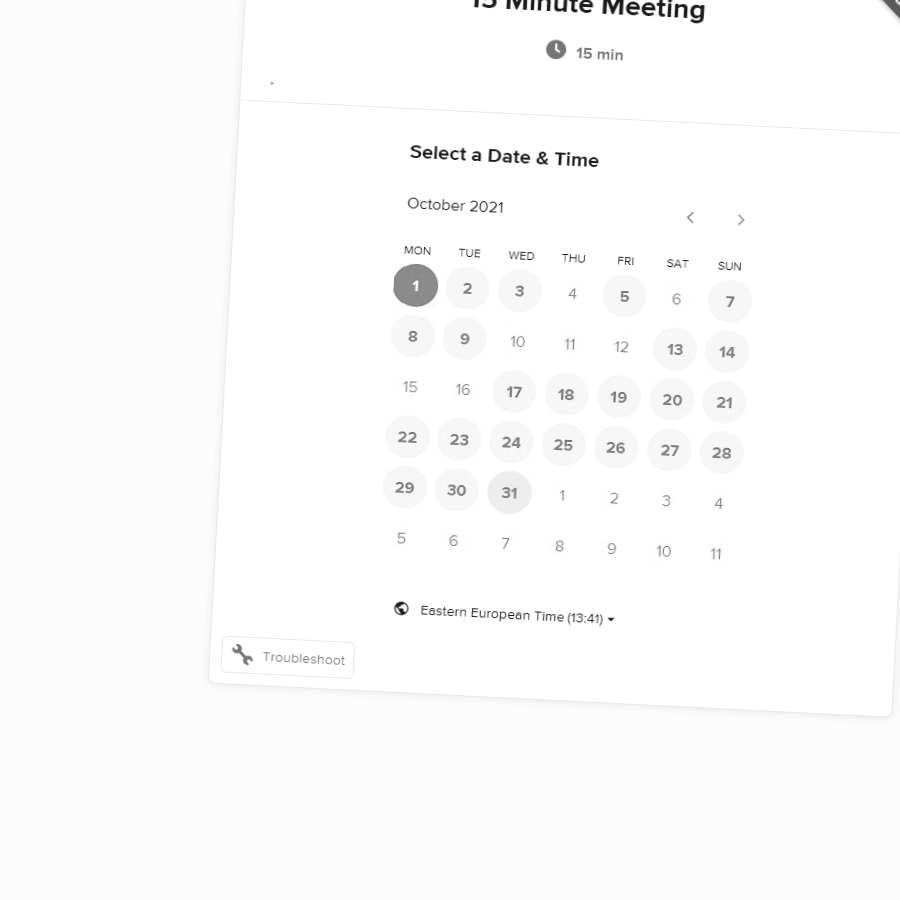 15 Minute Meeting
15 min
Select a Date & Time
October 2021
MON TUE WED THU FRI SAT SUN
1 2 3 4 5 6 7
8 9 10 11 12 13 14
15 16 17 18 19 20 21
22 23 24 25 26 27 28
29 30 31 1 2 3 4
5 6 7 8 9 10 11
Eastern European Time (13:41)
Troubleshoot